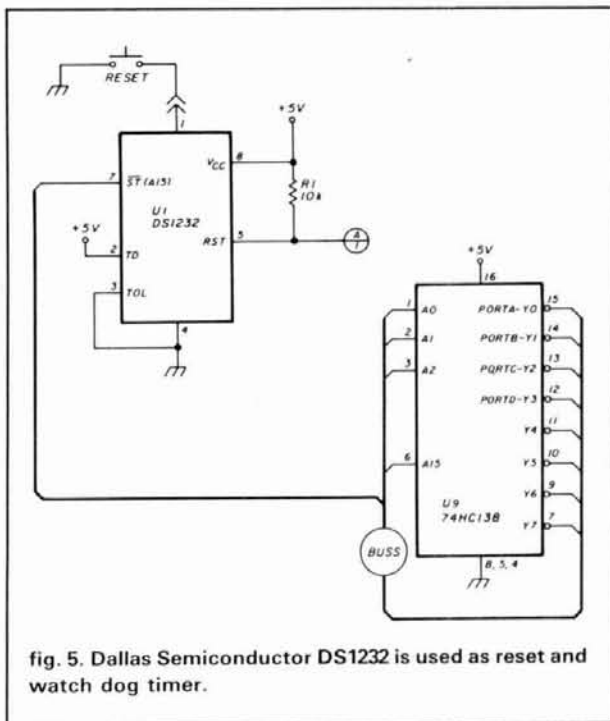 RESET
1
+5V
VCC
8
7
ST(A15)
R1
10k
U1
DS1232
+5V
2
TD
RST
5
A
1
3
TOL
4
+5V
16
1
A0
PORTA-Y0
15
2
A1
PORTB-Y1
14
3
A2
PORTC-Y2
13
PORTD-Y3
12
Y4
11
6
A15
Y5
10
Y6
9
U9
74HC138
Y7
7
BUSS
8, 5, 4
fig. 5. Dallas Semiconductor DS1232 is used as reset and
watch dog timer.